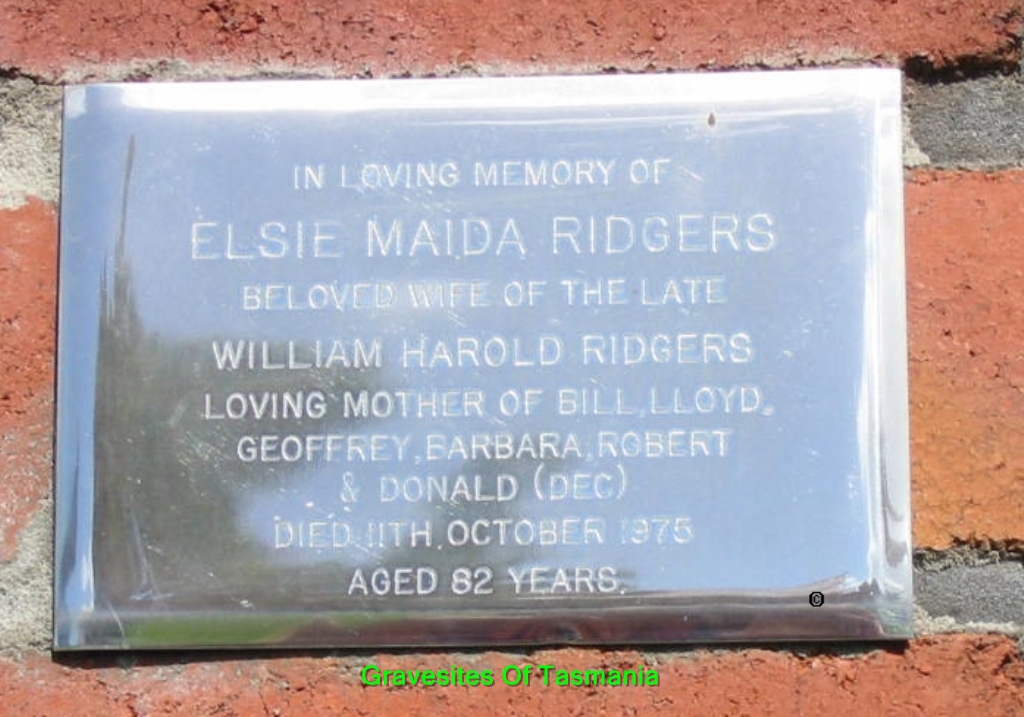 IN LOVING MEMORY OF
ELSIE MAIDA RIDGERS
BELOVED WIFE OF THE LATE
WILLIAM HAROLD RIDGERS
LOVING MOTHER OF BILL, LLOYD,
GEOFFREY, BARBARA, ROBERT
& DONALD (DEC)
DIED 11TH. OCTOBER 1975
AGED 82 YEARS.
©
Gravesites Of Tasmania